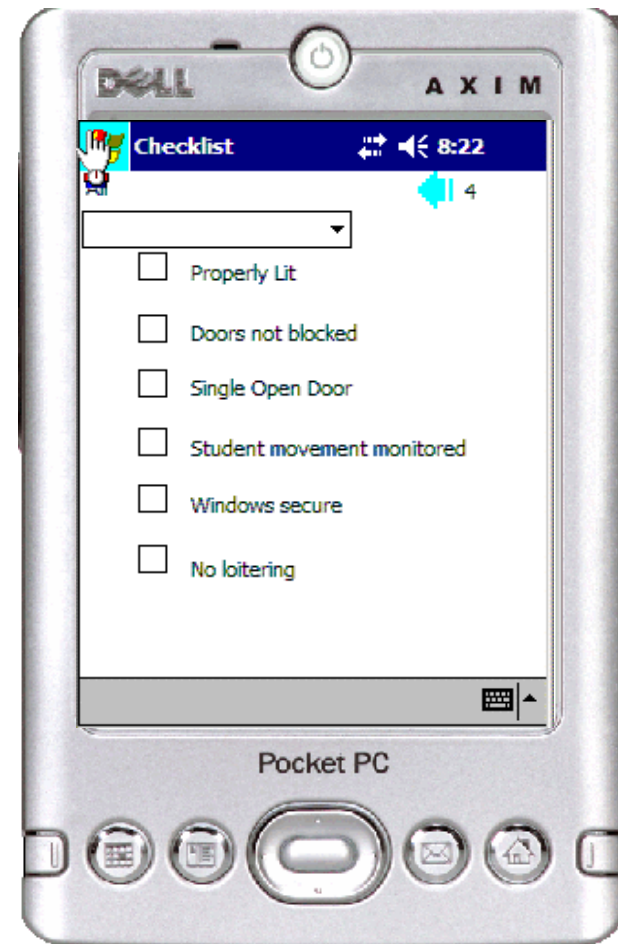 DELL
AXIM
Checklist 8:22
All 4
Properly Lit
Doors not blocked
Single Open Door
Student movement monitored
Windows secure
No loitering
Pocket PC